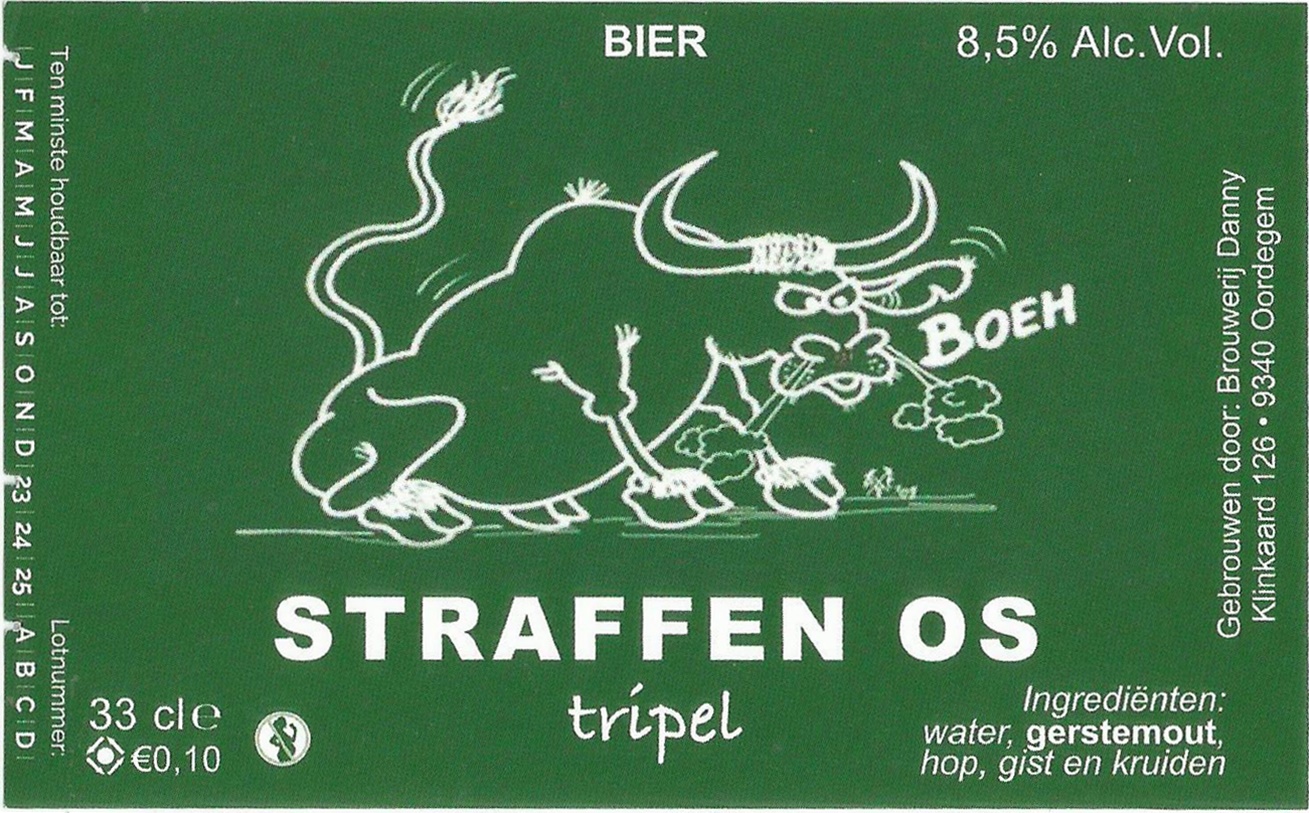 BIER
8,5% Alc.Vol.
Ten minste houdbaar tot:
Lotnummer:
J F M A M J J A S O N D 23 24 25 A B C D
BOEH
Gebrouwen door: Brouwerij Danny
Klinkaard 126 • 9340 Oordegem
STRAFFEN OS
tripel
33 cl e
€0,10
Ingrediënten:
water, gerstemout,
hop, gist en kruiden